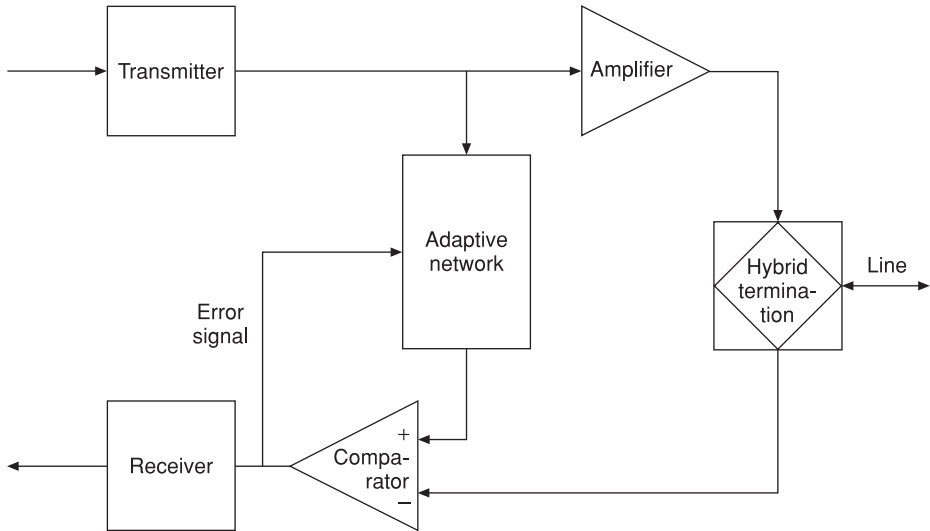 Transmitter
Amplifier
Adaptive
network
Hybrid
termina-
tion
Line
Error
signal
Receiver
+
Compa-
rator
−